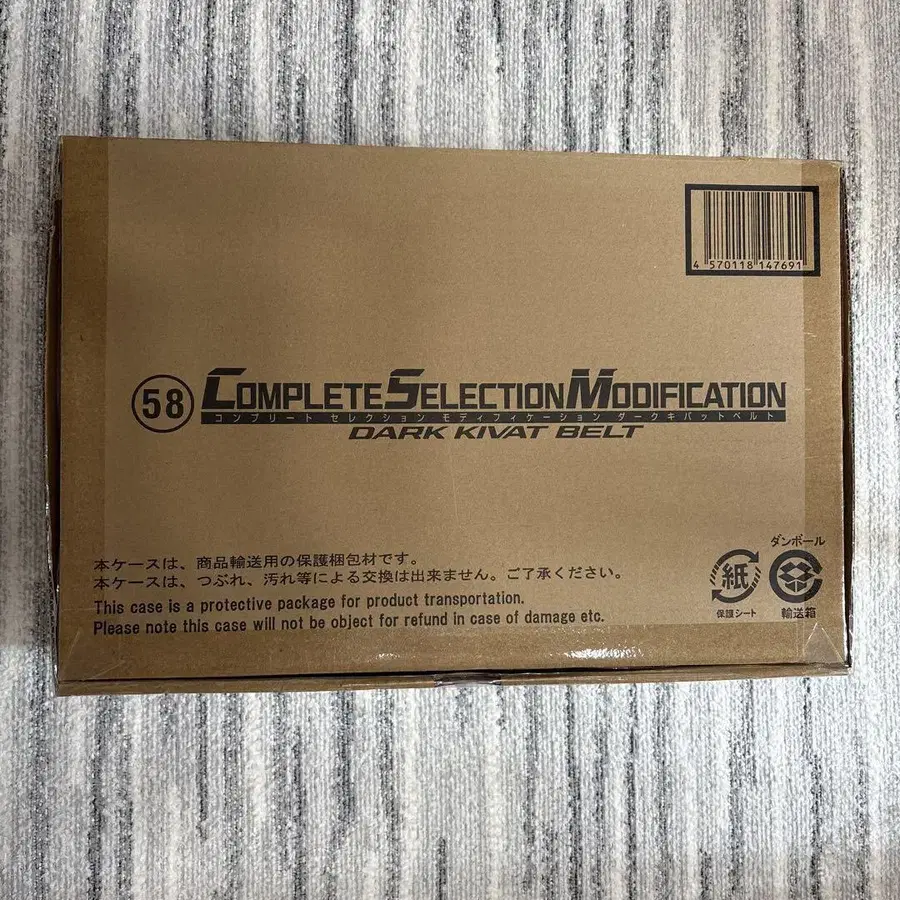 4 570118 147691
58 COMPLETE SELECTION MODIFICATION
コンプリート セレクション モディフィケーション ダークキバットベルト
DARK KIVAT BELT
本ケースは、商品輸送用の保護梱包材です。
本ケースは、つぶれ、汚れ等による交換は出来ません。ご了承ください。
This case is a protective package for product transportation.
Please note this case will not be object for refund in case of damage etc.
紙
保護シート
ダンボール
輸送箱